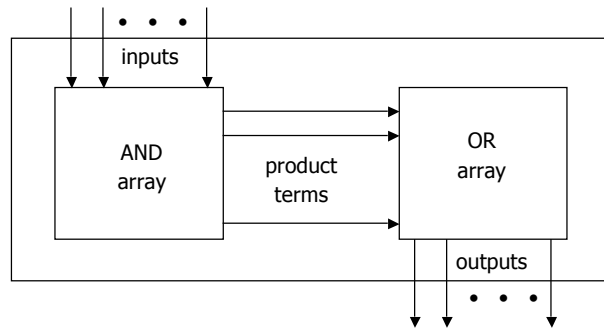 inputs
AND
array
product
terms
OR
array
outputs